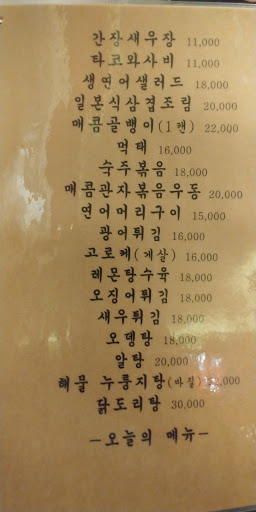 간장새우장 11,000
타코와사비 11,000
생연어샐러드 18,000
일본식삼겹조림 20,000
매콤골뱅이(1캔) 22,000
먹태 16,000
숙주볶음 18,000
매콤관자볶음우동 20,000
연어머리구이 15,000
광어튀김 16,000
고로케(게살) 16,000
레몬탕수육 18,000
오징어튀김 18,000
새우튀김 18,000
오뎅탕 18,000
알탕 20,000
해물 누룽지탕
닭도리탕 30,000
-오늘의 메뉴-